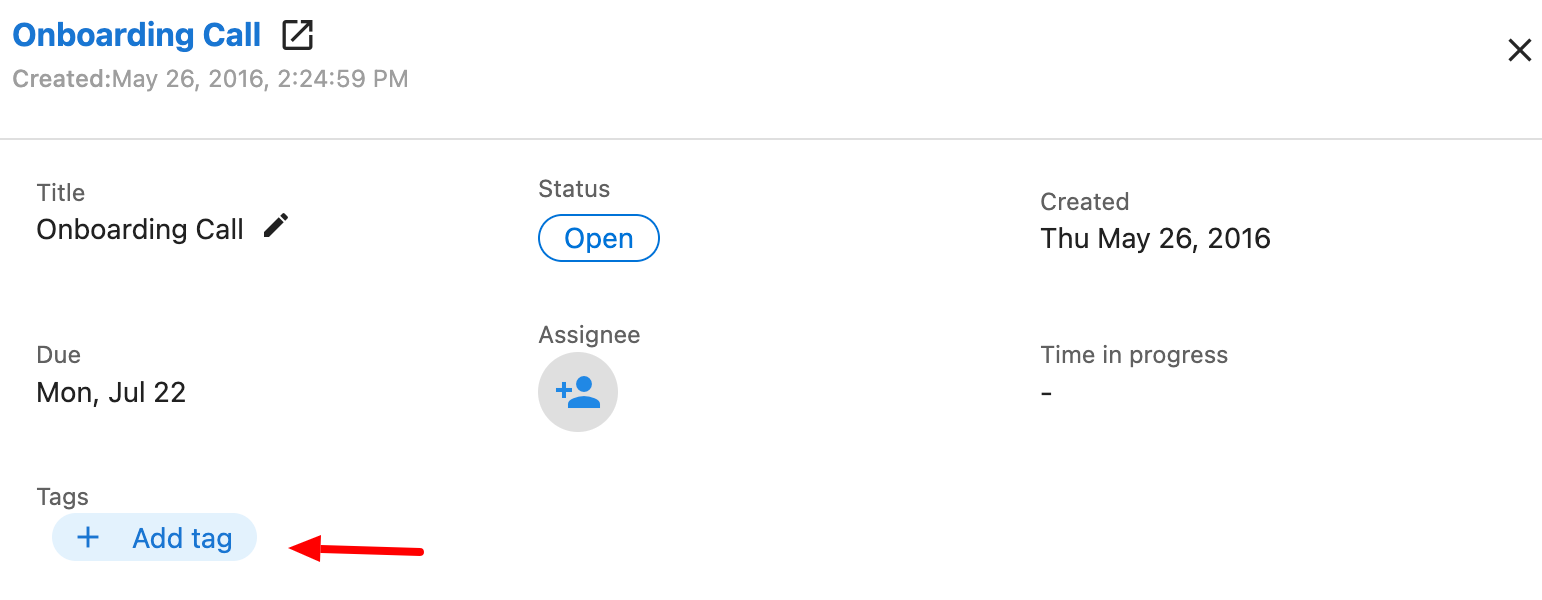 Onboarding Call
Created:May 26, 2016, 2:24:59 PM
Title
Onboarding Call
Status
Open
Created
Thu May 26, 2016
Due
Mon, Jul 22
Assignee
Time in progress
-
Tags
+ Add tag